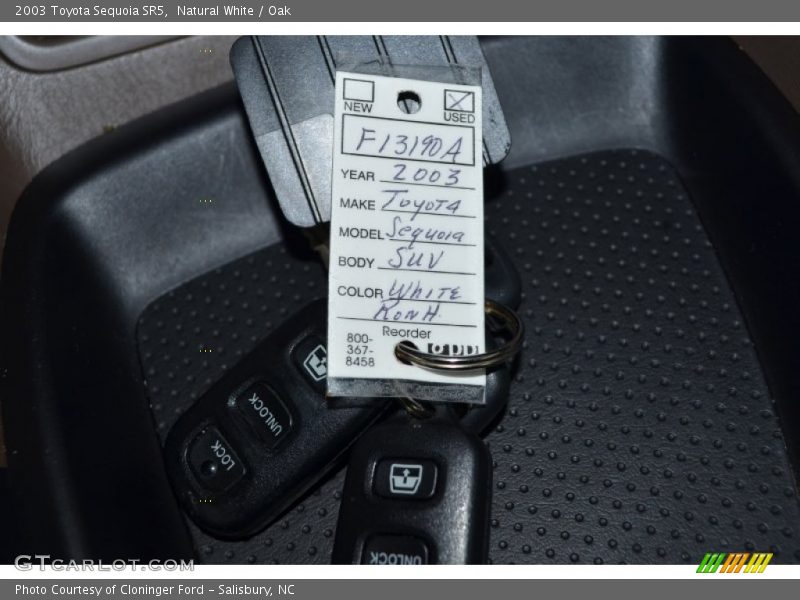 2003 Toyota Sequoia SR5, Natural White / Oak
NEW USED
F13190A
YEAR 2003
MAKE Toyota
MODEL Sequoia
BODY SUV
COLOR White
Ron H.
Reorder
800-
367-
8458
UNLOCK
LOCK
UNLOCK
GTCarLot.com
Photo Courtesy of Cloninger Ford - Salisbury, NC